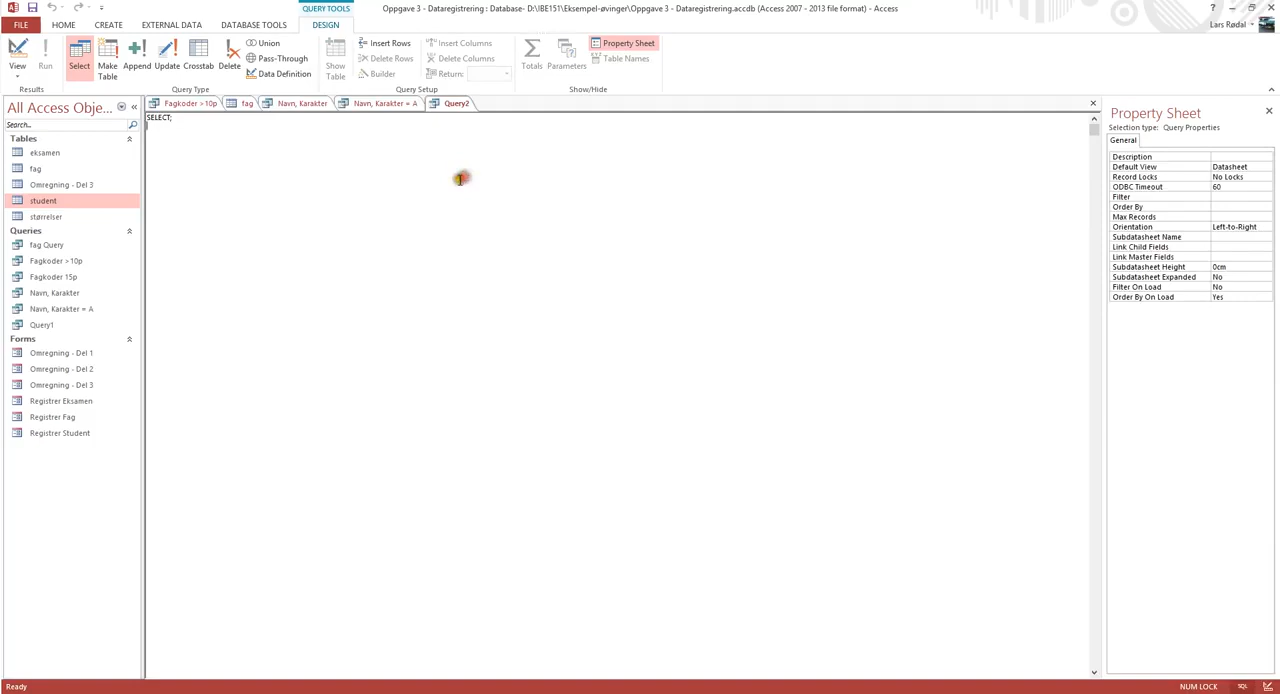 Oppgave 3 - Dataregistrering : Database- D:\IBE151\Eksempel-øvinger\Oppgave 3 - Dataregistrering.accdb (Access 2007 - 2013 file format) - Access
QUERY TOOLS
FILE HOME CREATE EXTERNAL DATA DATABASE TOOLS DESIGN
Lars Rødal
View
Run
Select
Make Table
Append
Update
Crosstab
Delete
Union
Pass-Through
Data Definition
Show Table
Insert Rows
Delete Rows
Builder
Insert Columns
Delete Columns
Return:
Totals
Parameters
Property Sheet
Table Names
Results
Query Type
Query Setup
Show/Hide
All Access Obje...
Search...
Tables
eksamen
fag
Omregning - Del 3
student
størrelser
Queries
fag Query
Fagkoder >10p
Fagkoder 15p
Navn, Karakter
Navn, Karakter = A
Query1
Forms
Omregning - Del 1
Omregning - Del 2
Omregning - Del 3
Registrer Eksamen
Registrer Fag
Registrer Student
Fagkoder >10p fag Navn, Karakter Navn, Karakter = A Query2
SELECT;
Property Sheet
Selection type: Query Properties
General
Description
Default View Datasheet
Record Locks No Locks
ODBC Timeout 60
Filter
Order By
Max Records
Orientation Left-to-Right
Subdatasheet Name
Link Child Fields
Link Master Fields
Subdatasheet Height 0cm
Subdatasheet Expanded No
Filter On Load No
Order By On Load Yes
Ready
NUM LOCK
SQL